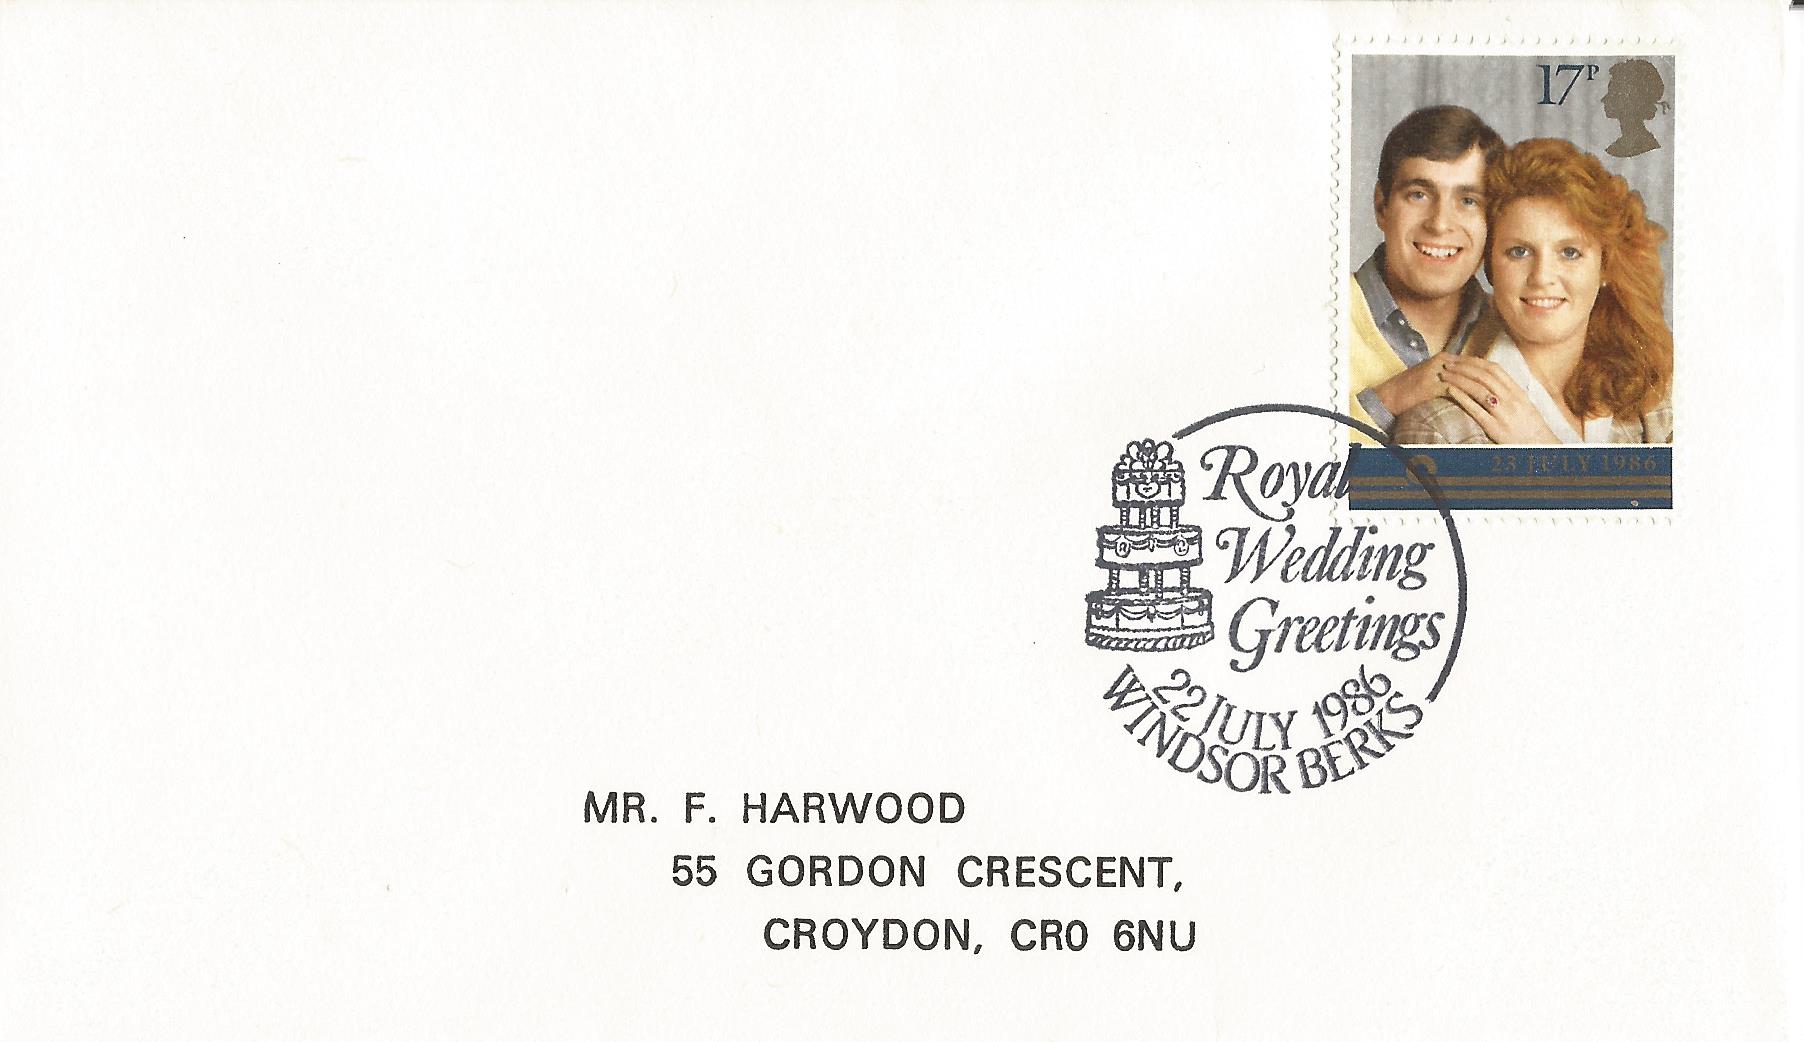 17P
23 JULY 1986
Royal
Wedding
Greetings
22 JULY 1986
WINDSOR BERKS
MR. F. HARWOOD
55 GORDON CRESCENT,
CROYDON, CR0 6NU